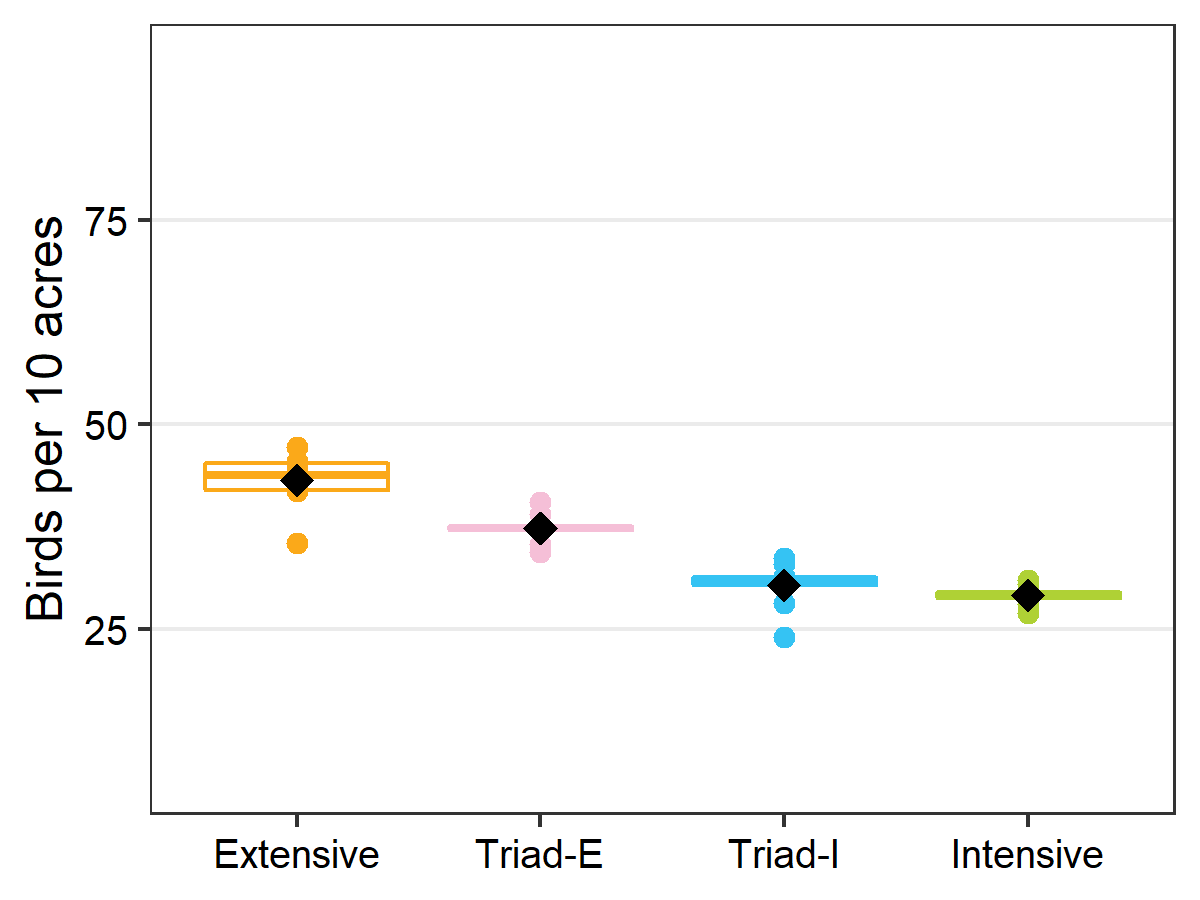 Birds per 10 acres
75
50
25
Extensive
Triad-E
Triad-I
Intensive